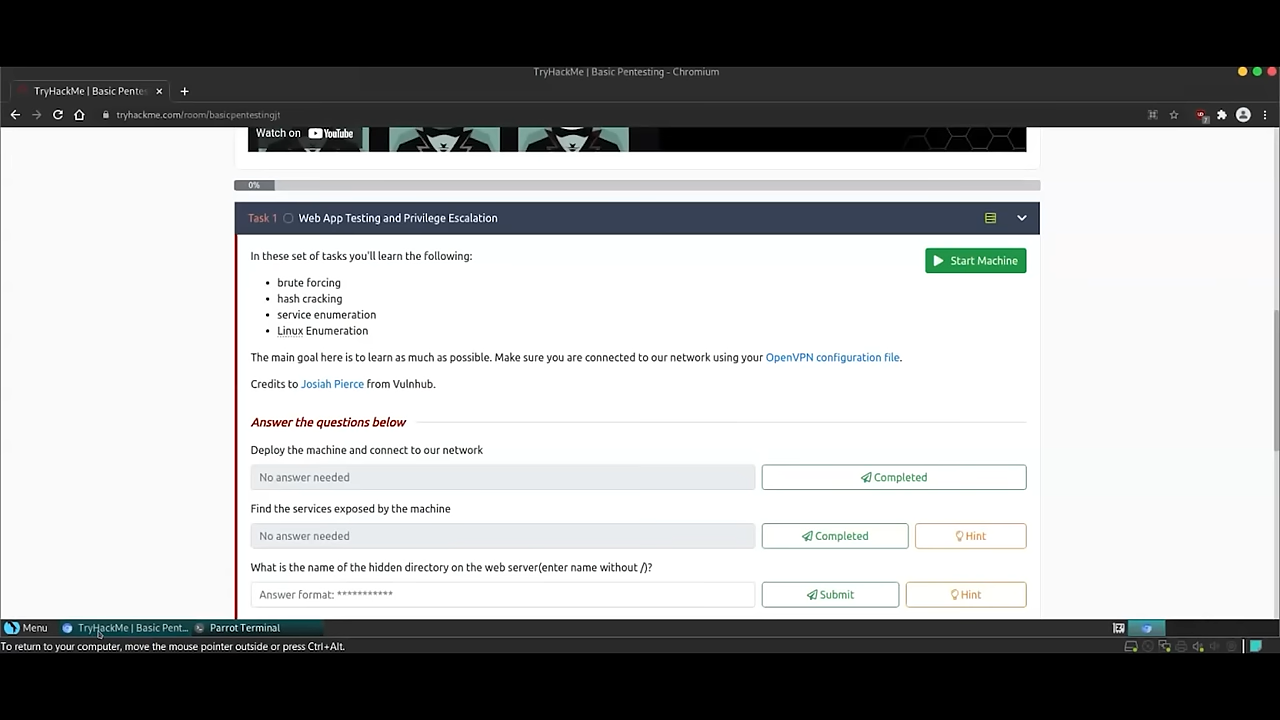 TryHackMe | Basic Pentesting - Chromium
TryHackMe | Basic Pentes
tryhackme.com/room/basicpentestingjt
Watch on YouTube
0%
Task 1 Web App Testing and Privilege Escalation
In these set of tasks you'll learn the following:
Start Machine
• brute forcing
• hash cracking
• service enumeration
• Linux Enumeration
The main goal here is to learn as much as possible. Make sure you are connected to our network using your OpenVPN configuration file.
Credits to Josiah Pierce from Vulnhub.
Answer the questions below
Deploy the machine and connect to our network
No answer needed Completed
Find the services exposed by the machine
No answer needed Completed Hint
What is the name of the hidden directory on the web server(enter name without /)?
Answer format: *********** Submit Hint
Menu TryHackMe | Basic Pent... Parrot Terminal
To return to your computer, move the mouse pointer outside or press Ctrl+Alt.